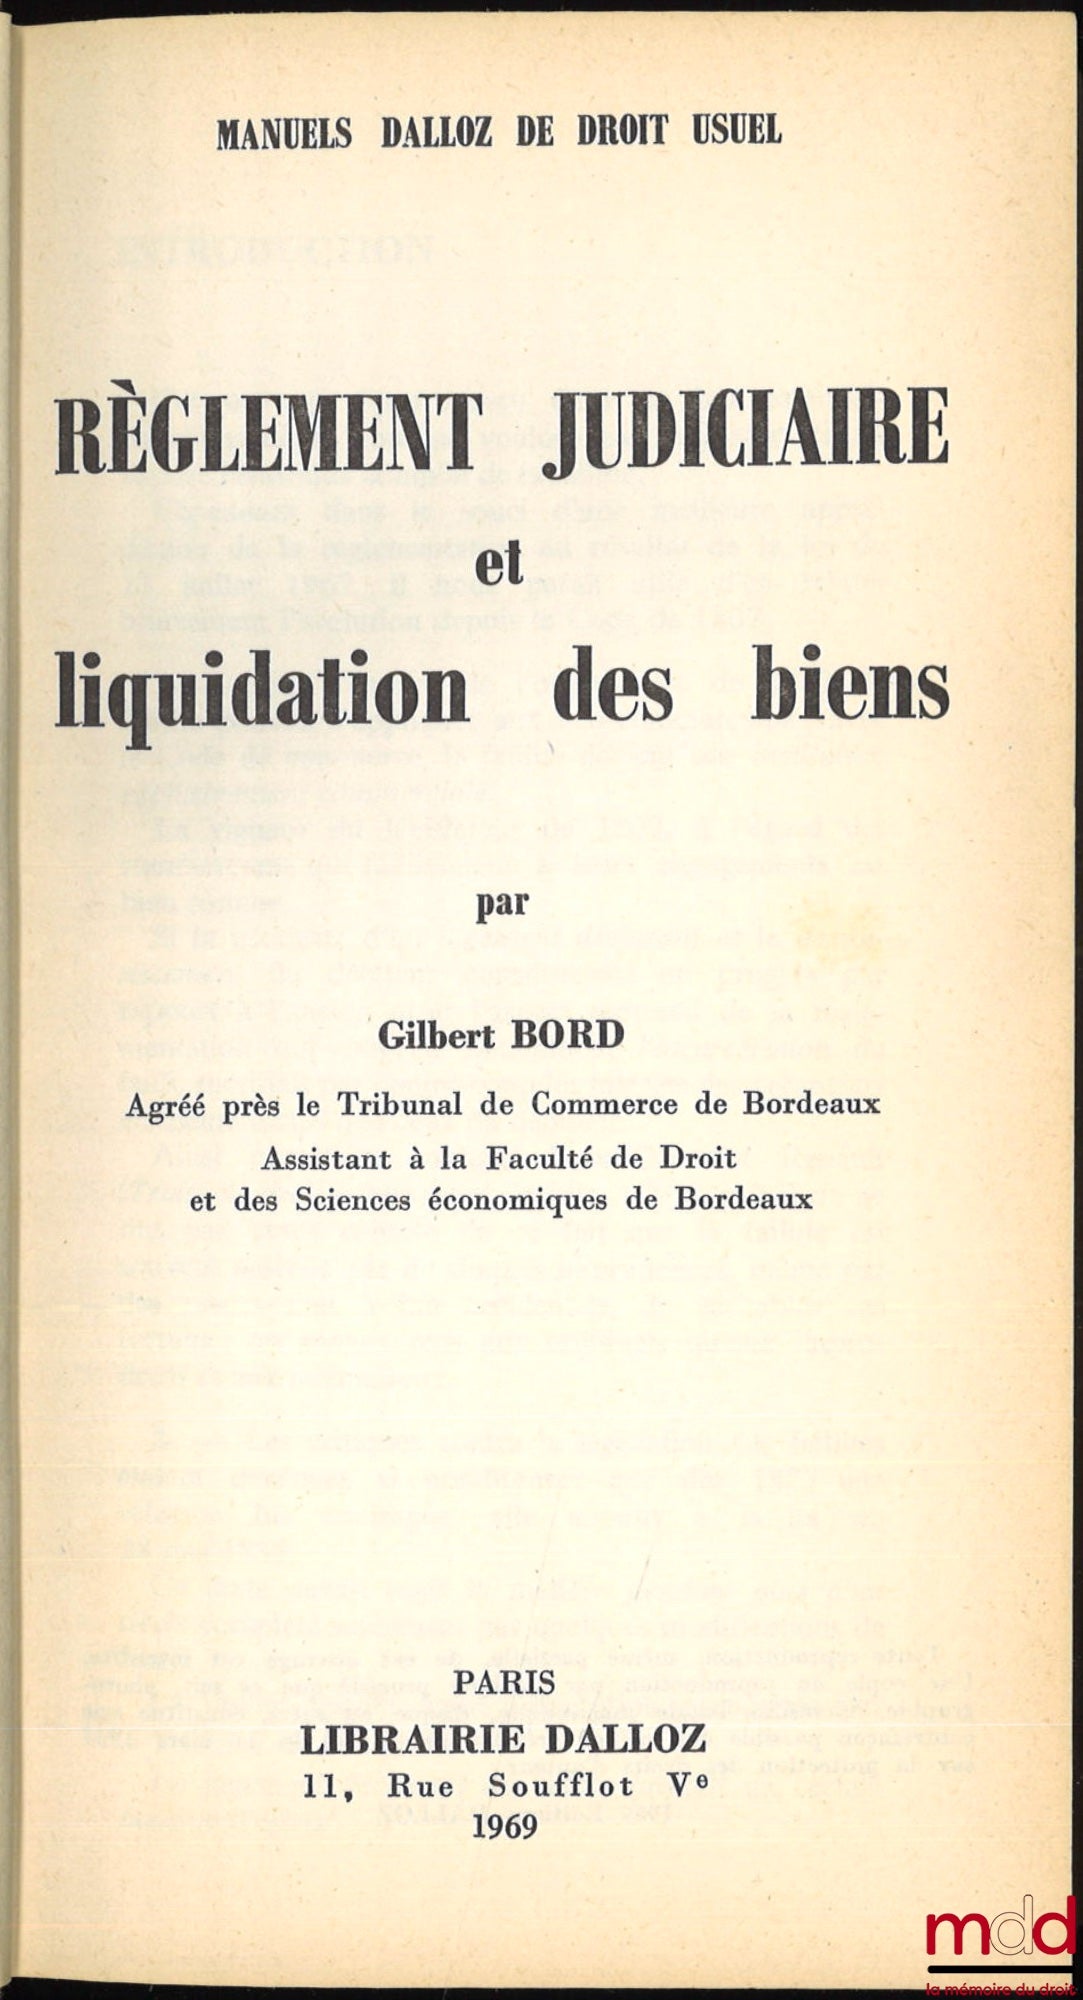 MANUELS DALLOZ DE DROIT USUEL
RÈGLEMENT JUDICIAIRE
et
liquidation des biens
par
Gilbert BORD
Agréé près le Tribunal de Commerce de Bordeaux
Assistant à la Faculté de Droit
et des Sciences économiques de Bordeaux
PARIS
LIBRAIRIE DALLOZ
11, Rue Soufflot Vᵉ
1969
mdd
la mémoire du droit